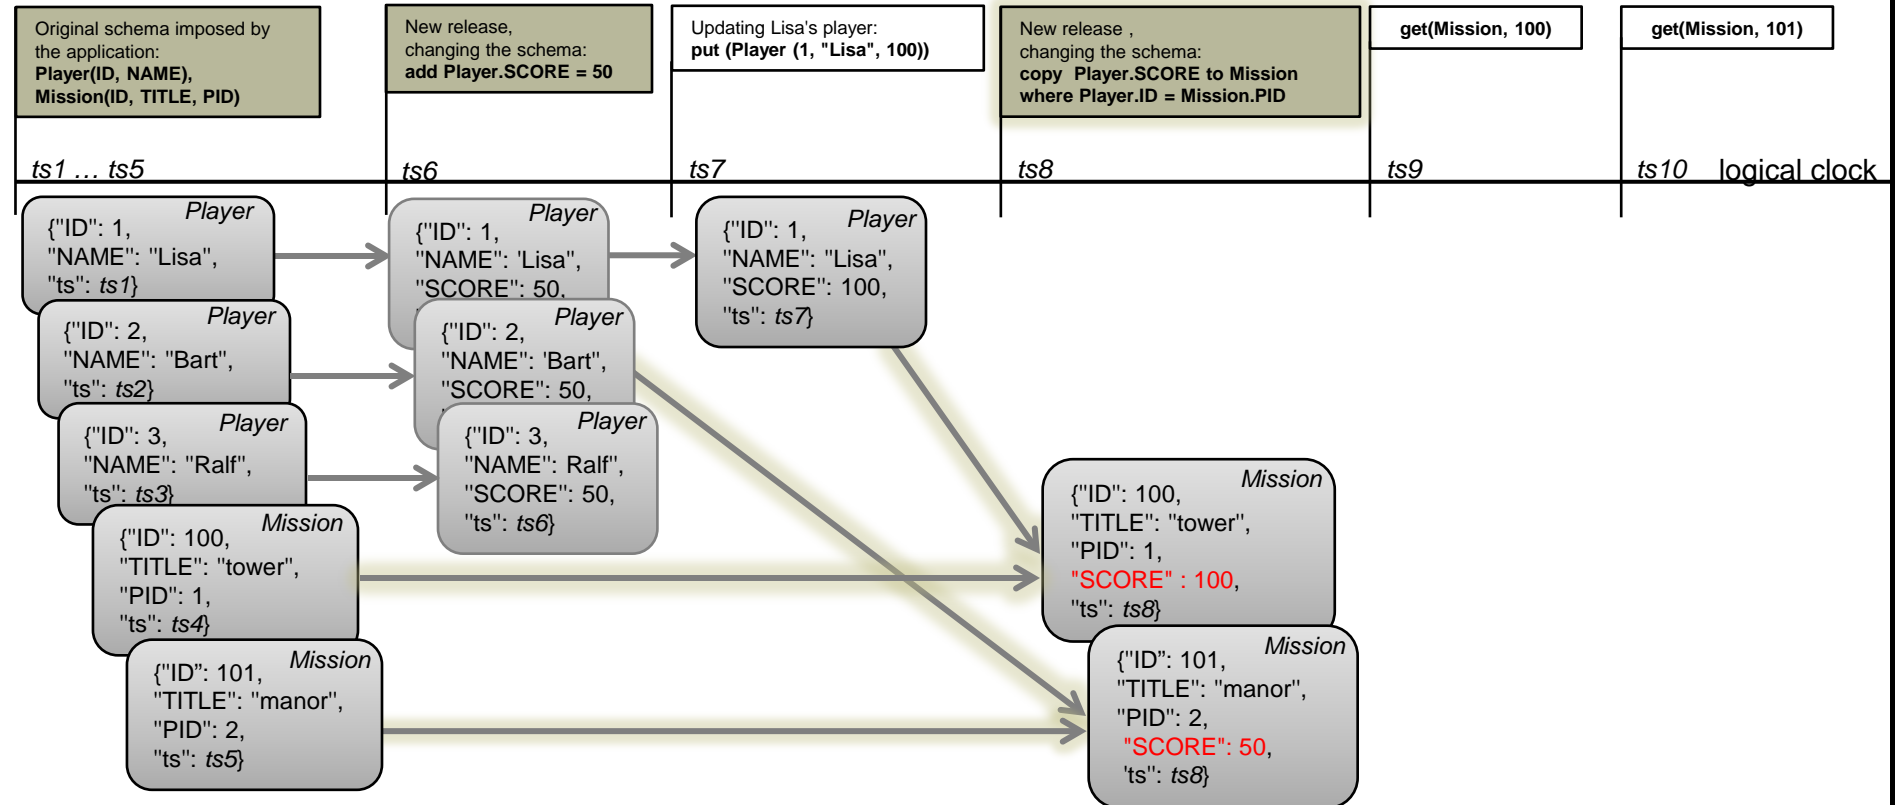 Original schema imposed by
the application:
Player(ID, NAME),
Mission(ID, TITLE, PID)
New release,
changing the schema:
add Player.SCORE = 50
Updating Lisa's player:
put (Player (1, "Lisa", 100))
New release ,
changing the schema:
copy  Player.SCORE to Mission
where Player.ID = Mission.PID
get(Mission, 100)
get(Mission, 101)
ts1 … ts5
ts6
ts7
ts8
ts9
ts10
logical clock
Player
{"ID": 1,
"NAME": "Lisa",
"ts": ts1}
Player
{"ID": 2,
"NAME": "Bart",
"ts": ts2}
Player
{"ID": 3,
"NAME": "Ralf",
"ts": ts3}
Mission
{"ID": 100,
"TITLE": "tower",
"PID": 1,
"ts": ts4}
Mission
{"ID”: 101,
"TITLE": "manor",
"PID": 2,
"ts": ts5}
Player
{"ID": 1,
"NAME": 'Lisa",
"SCORE": 50,
Player
{"ID": 2,
"NAME": 'Bart",
"SCORE": 50,
Player
{"ID": 3,
"NAME": Ralf",
"SCORE": 50,
"ts": ts6}
Player
{"ID": 1,
"NAME": "Lisa",
"SCORE": 100,
"ts": ts7}
Mission
{"ID": 100,
"TITLE": "tower",
"PID": 1,
"SCORE" : 100,
"ts": ts8}
Mission
{"ID”: 101,
"TITLE": "manor",
"PID": 2,
"SCORE": 50,
'ts": ts8}